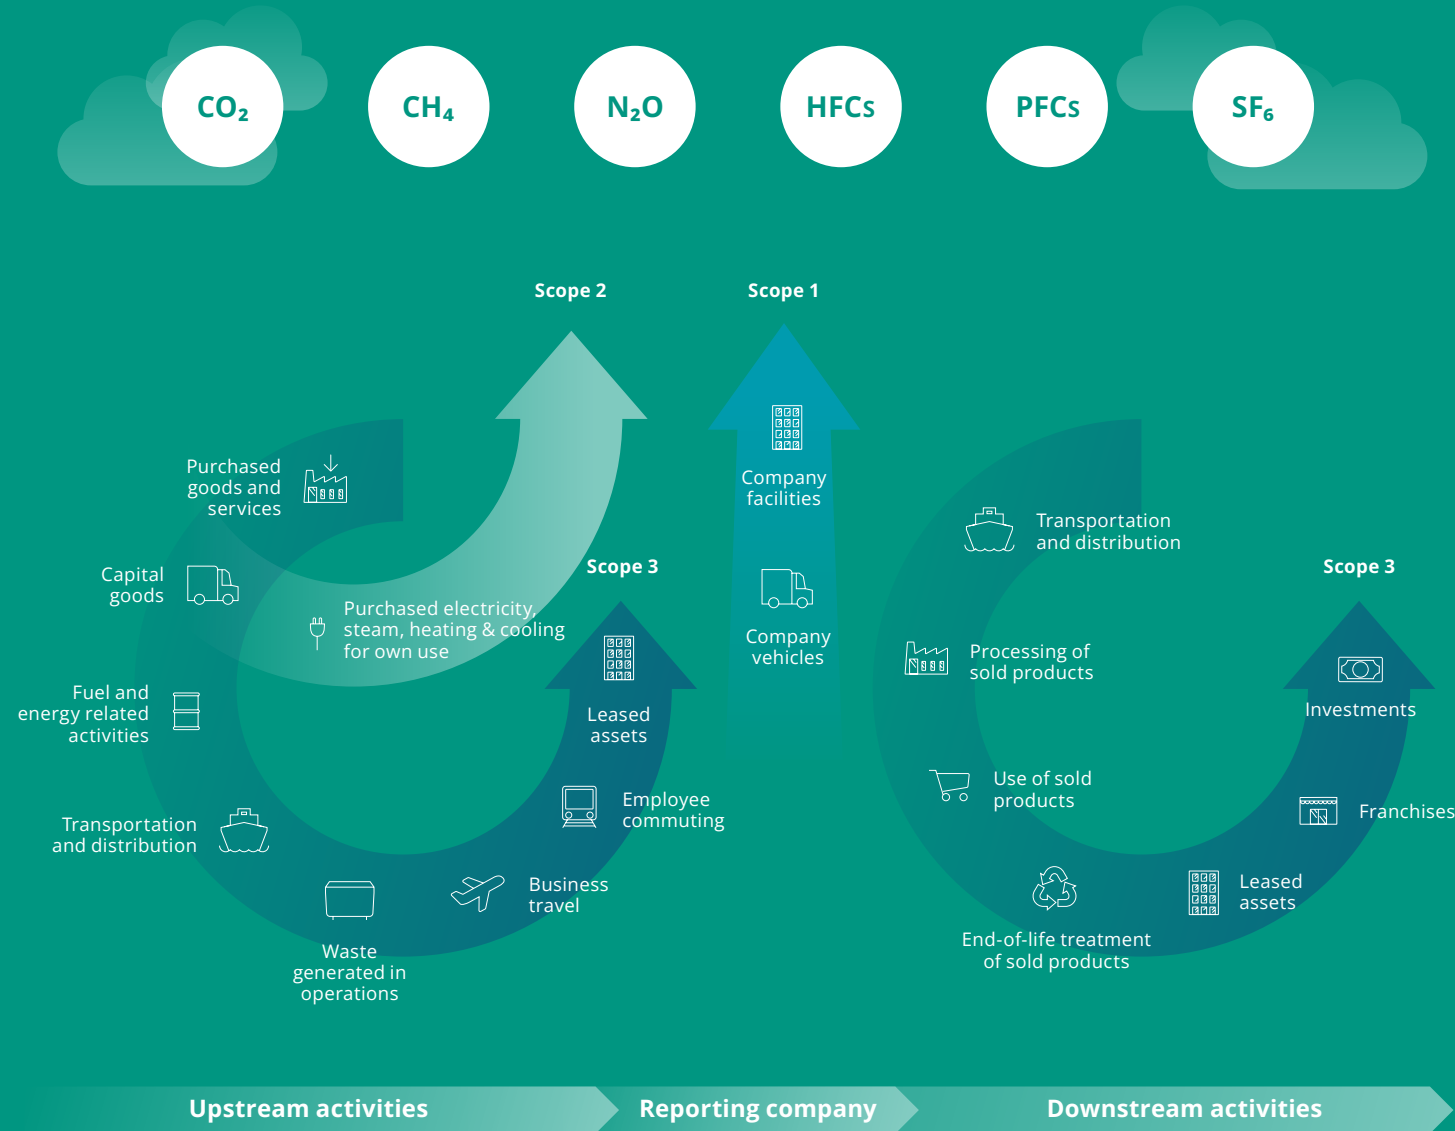 CO₂
CH₄
N₂O
HFCs
PFCs
SF₆
Scope 2
Scope 1
Purchased
goods and
services
Capital
goods
Purchased electricity,
steam, heating & cooling
for own use
Fuel and
energy related
activities
Transportation
and distribution
Waste
generated in
operations
Business
travel
Employee
commuting
Leased
assets
Scope 3
Company
facilities
Company
vehicles
Transportation
and distribution
Processing of
sold products
Use of sold
products
End-of-life treatment
of sold products
Leased
assets
Franchises
Investments
Scope 3
Upstream activities
Reporting company
Downstream activities